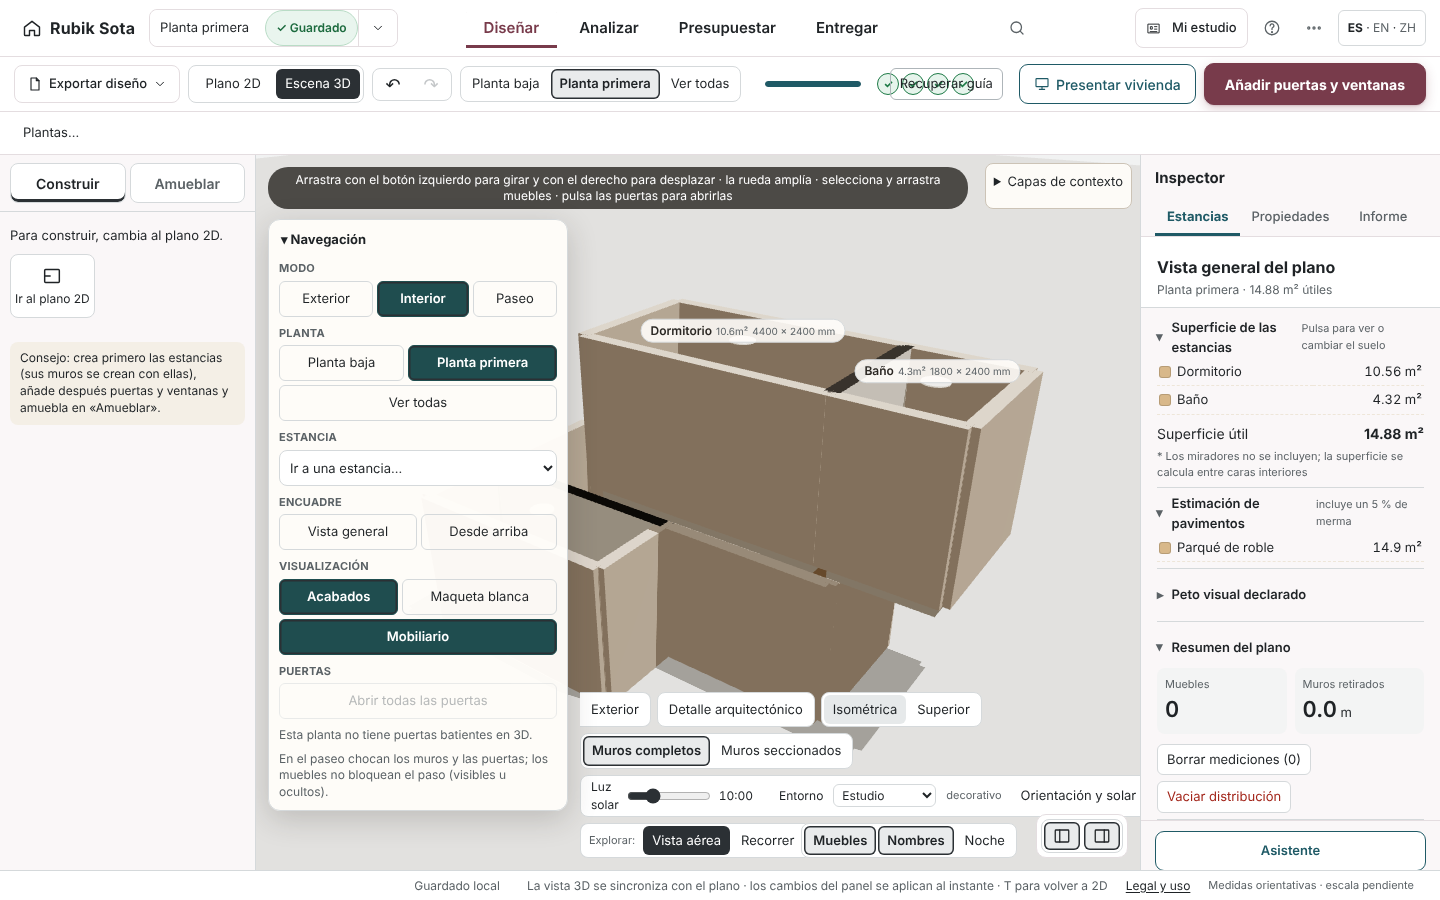 Rubik Sota
Planta primera
✓ Guardado
Diseñar
Analizar
Presupuestar
Entregar
Mi estudio
ES · EN · ZH
Exportar diseño
Plano 2D
Escena 3D
Planta baja
Planta primera
Ver todas
Recuperar guía
Presentar vivienda
Añadir puertas y ventanas
Plantas...
Construir
Amueblar
Para construir, cambia al plano 2D.
Ir al plano 2D
Consejo: crea primero las estancias
(sus muros se crean con ellas),
añade después puertas y ventanas y
amuebla en «Amueblar».
Arrastra con el botón izquierdo para girar y con el derecho para desplazar · la rueda amplía · selecciona y arrastra
muebles · pulsa las puertas para abrirlas
▶ Capas de contexto
▾ Navegación
MODO
Exterior
Interior
Paseo
PLANTA
Planta baja
Planta primera
Ver todas
ESTANCIA
Ir a una estancia...
ENCUADRE
Vista general
Desde arriba
VISUALIZACIÓN
Acabados
Maqueta blanca
Mobiliario
PUERTAS
Abrir todas las puertas
Esta planta no tiene puertas batientes en 3D.
En el paseo chocan los muros y las puertas; los
muebles no bloquean el paso (visibles u
ocultos).
Dormitorio 10.6m² 4400 × 2400 mm
Baño 4.3m² 1800 × 2400 mm
Exterior
Detalle arquitectónico
Isométrica
Superior
Muros completos
Muros seccionados
Luz
solar
10:00
Entorno
Estudio
decorativo
Orientación y solar
Explorar:
Vista aérea
Recorrer
Muebles
Nombres
Noche
Inspector
Estancias
Propiedades
Informe
Vista general del plano
Planta primera · 14.88 m² útiles
▼ Superficie de las
estancias
Pulsa para ver o
cambiar el suelo
Dormitorio 10.56 m²
Baño 4.32 m²
Superficie útil 14.88 m²
* Los miradores no se incluyen; la superficie se
calcula entre caras interiores
▼ Estimación de
pavimentos
incluye un 5 % de
merma
Parqué de roble 14.9 m²
▶ Peto visual declarado
▼ Resumen del plano
Muebles
0
Muros retirados
0.0 m
Borrar mediciones (0)
Vaciar distribución
Asistente
Guardado local
La vista 3D se sincroniza con el plano · los cambios del panel se aplican al instante · T para volver a 2D
Legal y uso
Medidas orientativas · escala pendiente